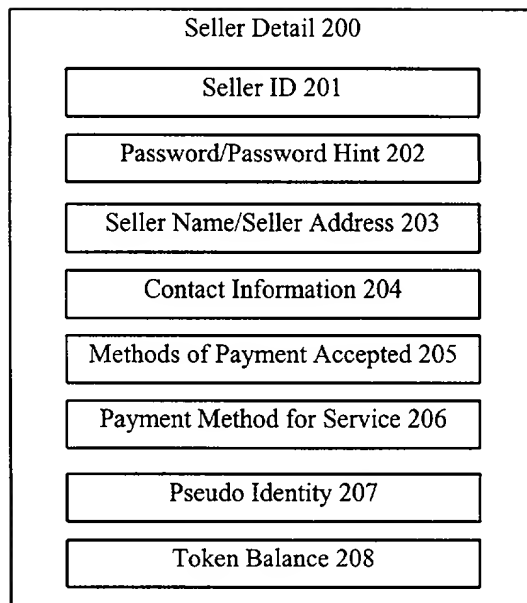 Seller Detail 200
Seller ID 201
Password/Password Hint 202
Seller Name/Seller Address 203
Contact Information 204
Methods of Payment Accepted 205
Payment Method for Service 206
Pseudo Identity 207
Token Balance 208